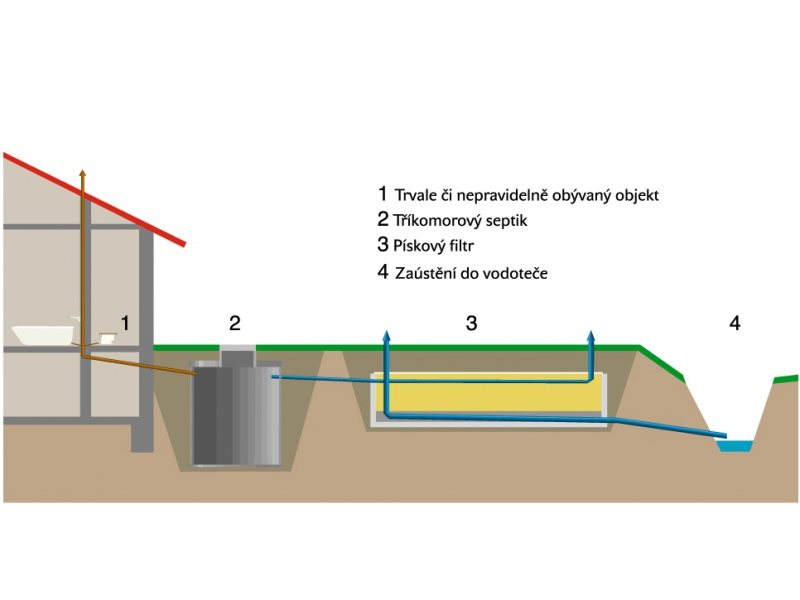 1 Trvale či nepravidelně obývaný objekt
2 Tříkomorový septik
3 Pískový filtr
4 Zaústění do vodoteče
1 2 3 4